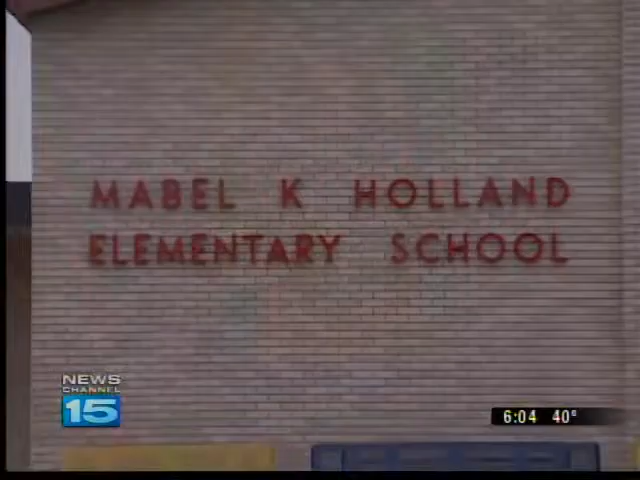 MABEL K HOLLAND
ELEMENTARY SCHOOL
NEWS
CHANNEL
15
6:04 40°